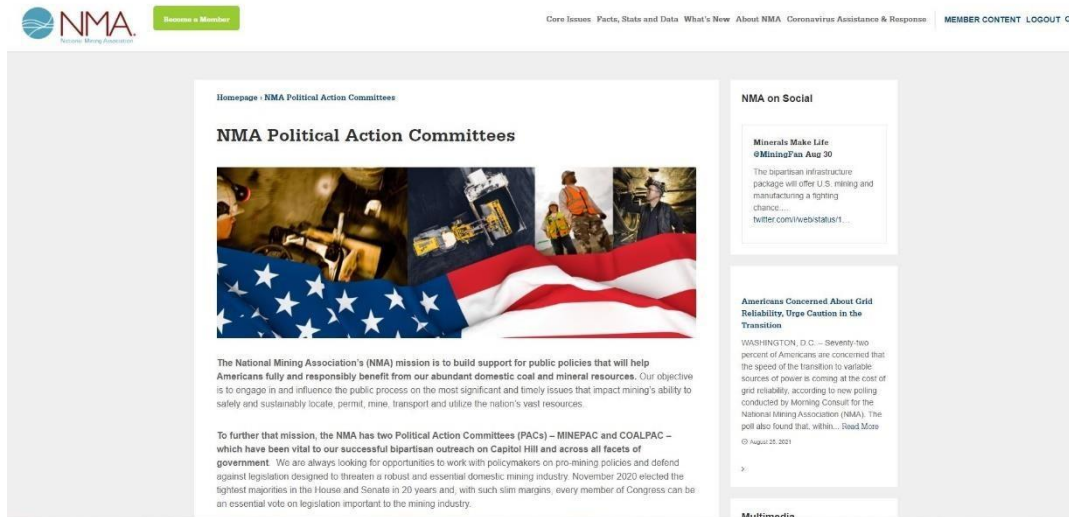 NMA.
National Mining Association
Become a Member
Core Issues Facts, Stats and Data What's New About NMA Coronavirus Assistance & Response MEMBER CONTENT LOGOUT
Homepage › NMA Political Action Committees
NMA Political Action Committees
The National Mining Association's (NMA) mission is to build support for public policies that will help
Americans fully and responsibly benefit from our abundant domestic coal and mineral resources. Our objective
is to engage in and influence the public process on the most significant and timely issues that impact mining's ability to
safely and sustainably locate, permit, mine, transport and utilize the nation's vast resources.
To further that mission, the NMA has two Political Action Committees (PACs) – MINEPAC and COALPAC –
which have been vital to our successful bipartisan outreach on Capitol Hill and across all facets of
government. We are always looking for opportunities to work with policymakers on pro-mining policies and defend
against legislation designed to threaten a robust and essential domestic mining industry. November 2020 elected the
tightest majorities in the House and Senate in 20 years and, with such slim margins, every member of Congress can be
an essential vote on legislation important to the mining industry.
NMA on Social
Minerals Make Life
@MiningFan Aug 30
The bipartisan infrastructure
package will offer U.S. mining and
manufacturing a fighting
chance....
twitter.com/i/web/status/1…
Americans Concerned About Grid
Reliability, Urge Caution in the
Transition
WASHINGTON, D.C. – Seventy-two
percent of Americans are concerned that
the speed of the transition to variable
sources of power is coming at the cost of
grid reliability, according to new polling
conducted by Morning Consult for the
National Mining Association (NMA). The
poll also found that, within... Read More
August 25, 2021
›
Multimedia